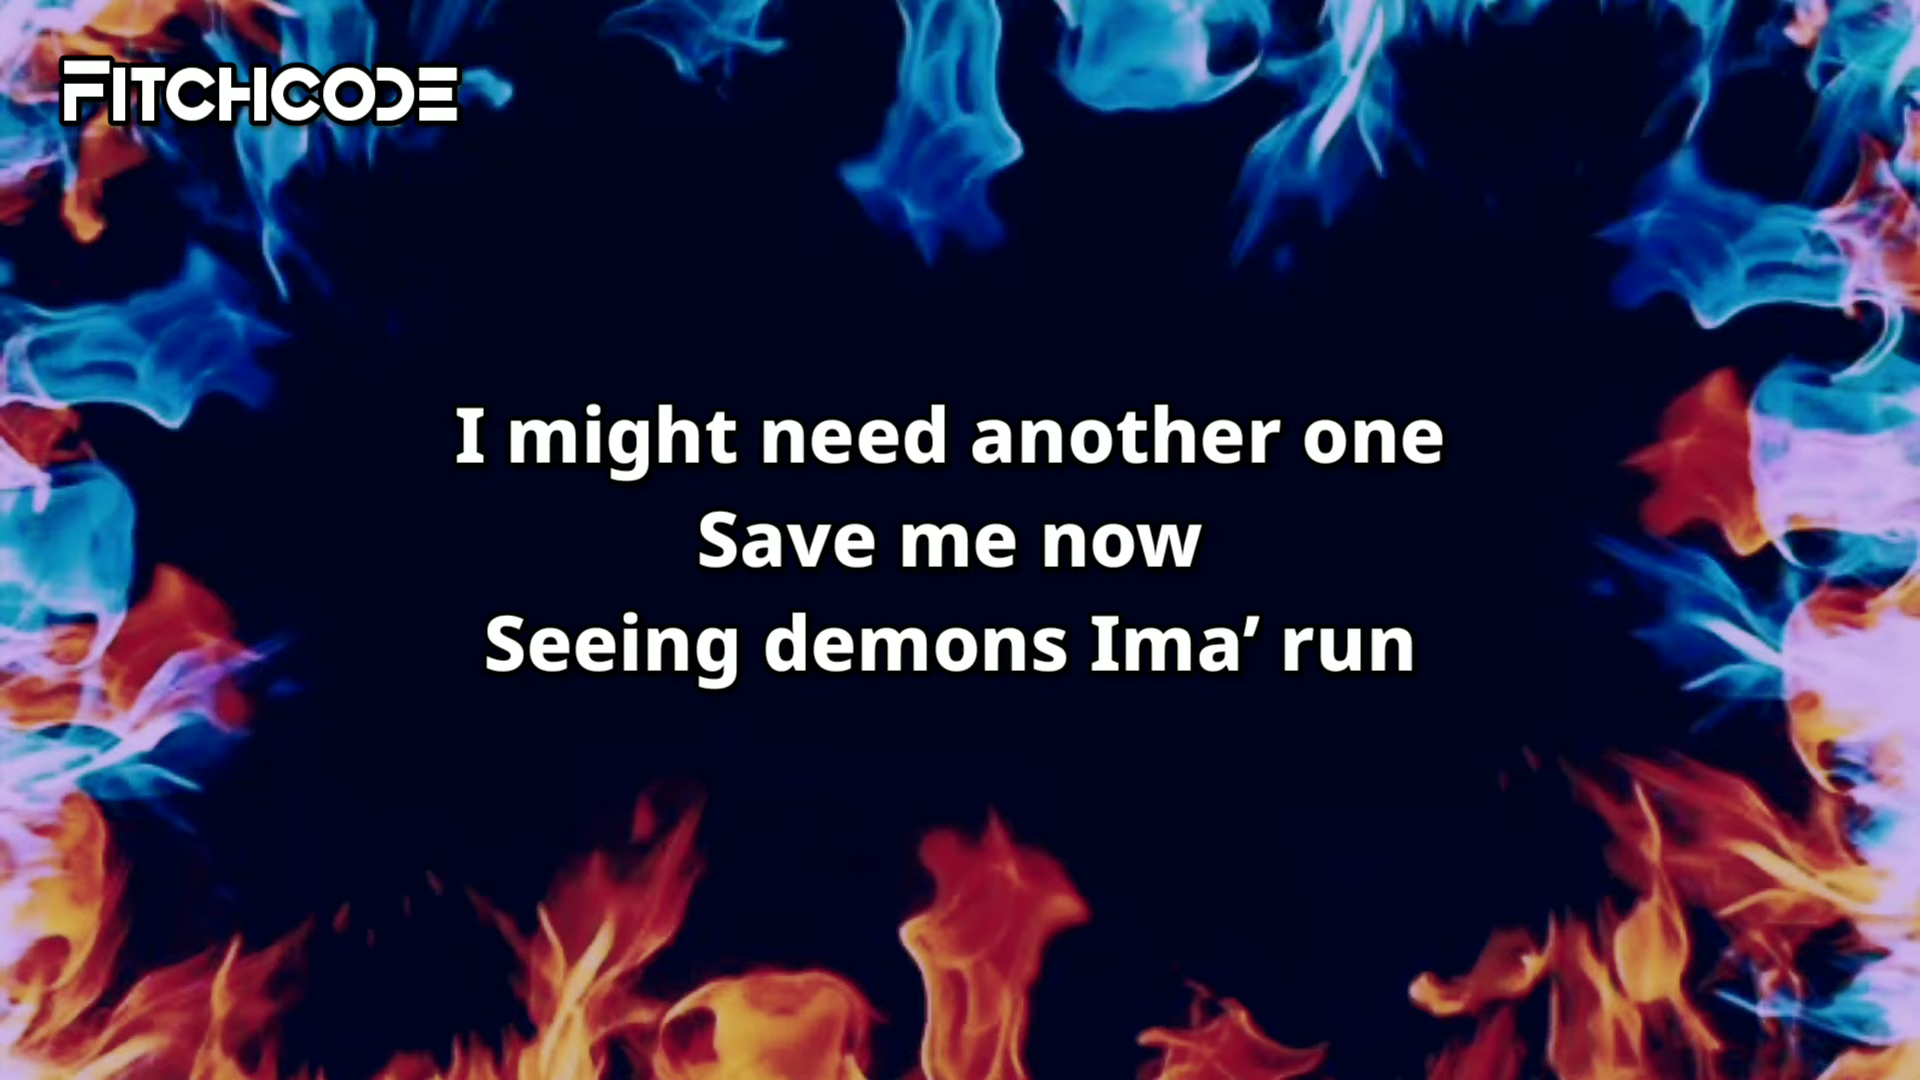 FITCHCODE
I might need another one
Save me now
Seeing demons Ima’ run